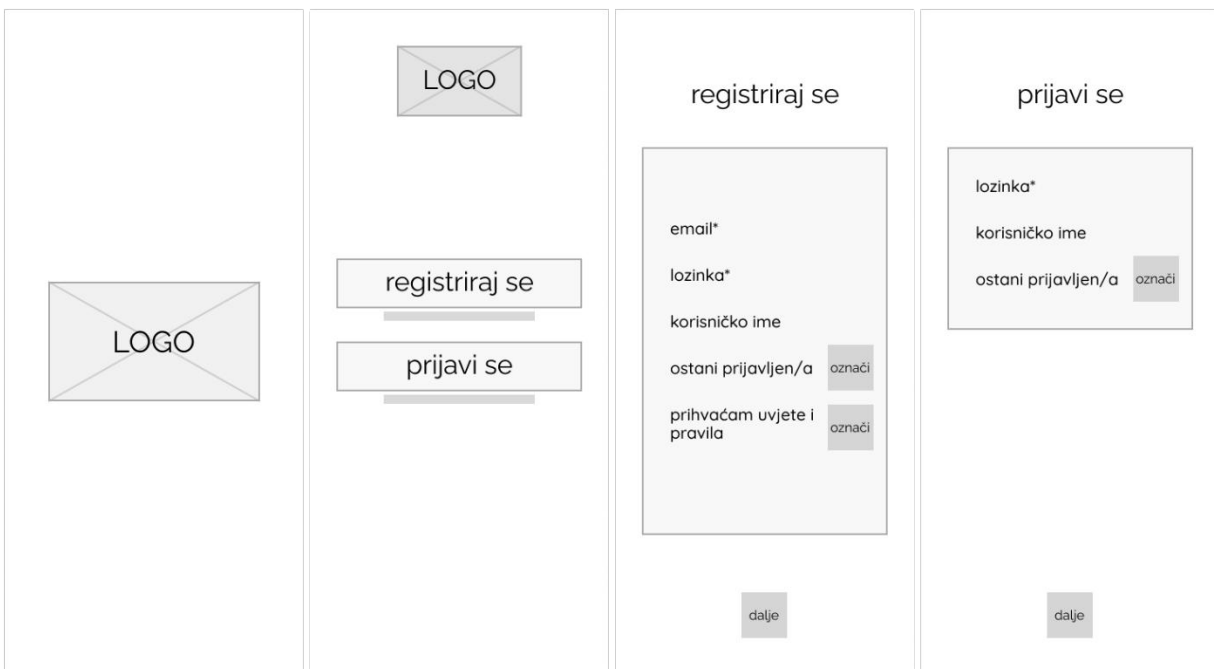 LOGO
LOGO
registriraj se
prijavi se
registriraj se
email*
lozinka*
korisničko ime
ostani prijavljen/a
označi
prihvaćam uvjete i
pravila
označi
dalje
prijavi se
lozinka*
korisničko ime
ostani prijavljen/a
označi
dalje